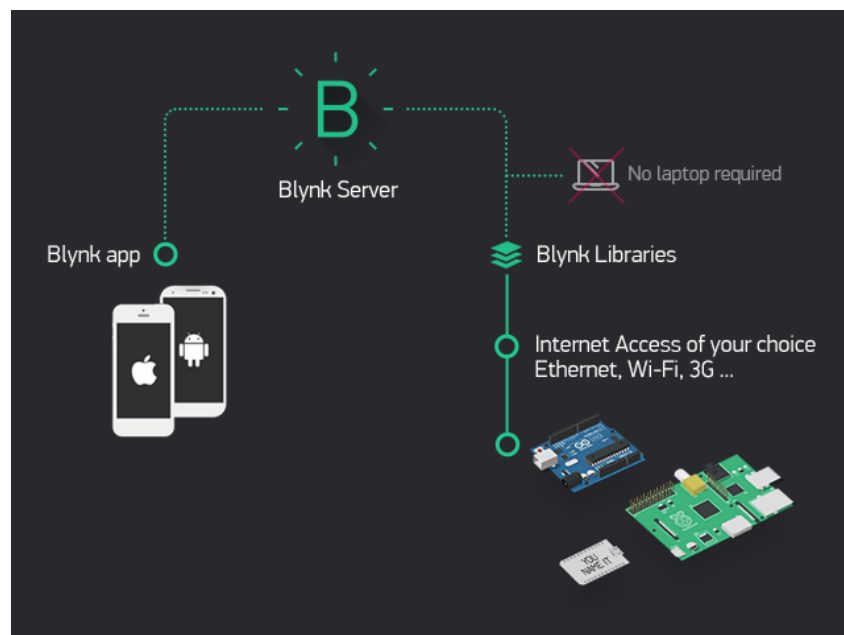 B
Blynk Server
No laptop required
Blynk app
Blynk Libraries
Internet Access of your choice
Ethernet, Wi-Fi, 3G ...
YOU
NAME IT